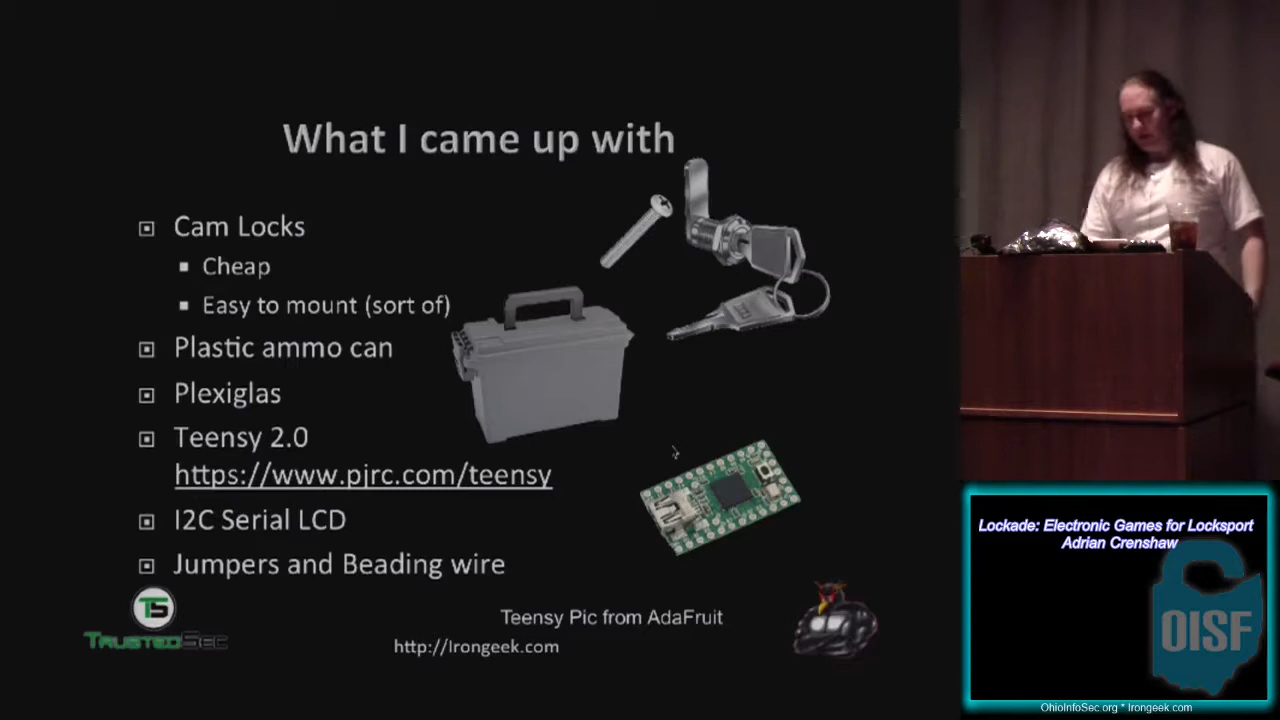 What I came up with
Cam Locks
Cheap
Easy to mount (sort of)
Plastic ammo can
Plexiglas
Teensy 2.0
https://www.pjrc.com/teensy
I2C Serial LCD
Jumpers and Beading wire
TS
TRUSTEDSEC
Teensy Pic from AdaFruit
http://Irongeek.com
Lockade: Electronic Games for Locksport
Adrian Crenshaw
OISF
OhioInfoSec.org * Irongeek.com